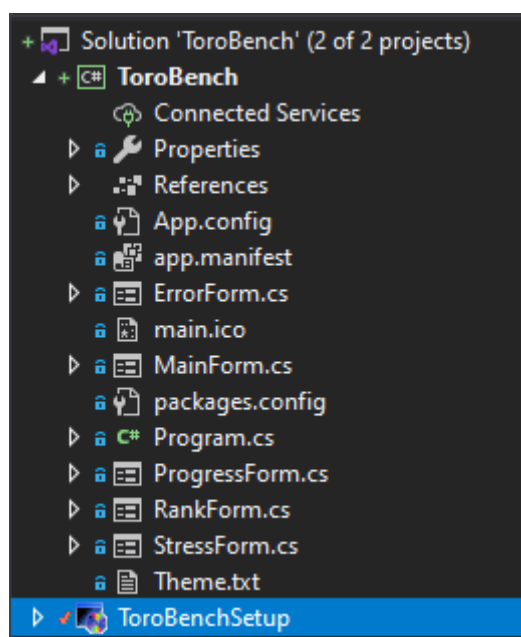 Solution 'ToroBench' (2 of 2 projects)
C# ToroBench
Connected Services
Properties
References
App.config
app.manifest
ErrorForm.cs
main.ico
MainForm.cs
packages.config
C# Program.cs
ProgressForm.cs
RankForm.cs
StressForm.cs
Theme.txt
ToroBenchSetup